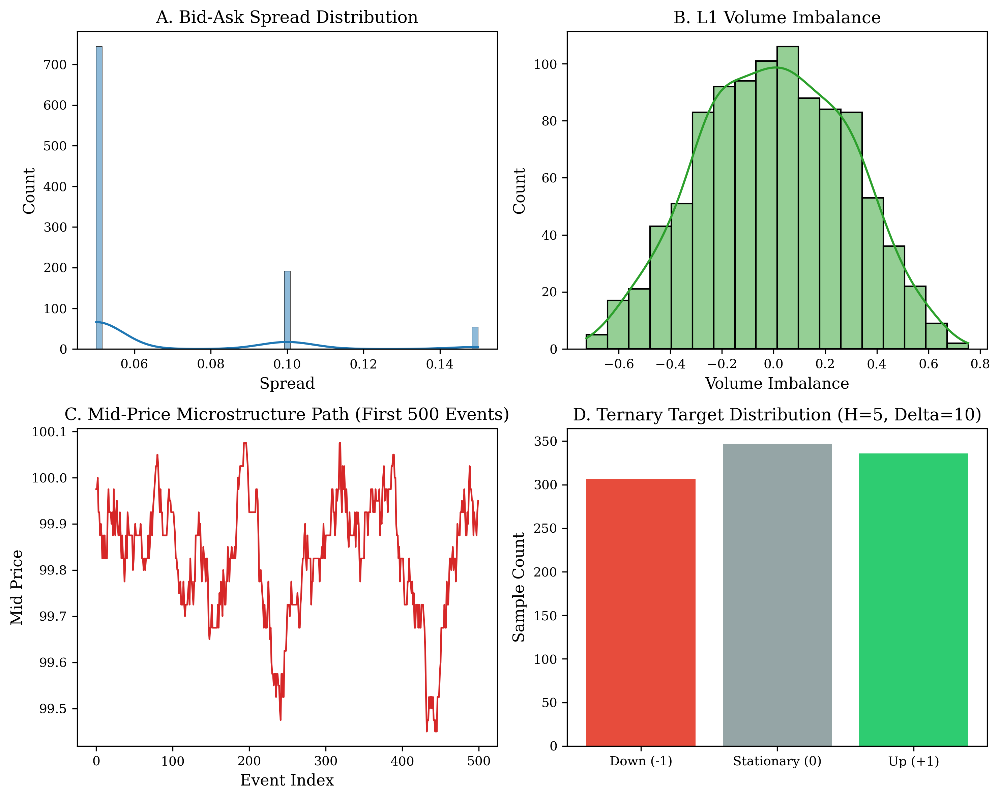 A. Bid-Ask Spread Distribution
700
600
500
400
300
200
100
0
Count
0.06 0.08 0.10 0.12 0.14
Spread
B. L1 Volume Imbalance
100
80
60
40
20
0
Count
−0.6 −0.4 −0.2 0.0 0.2 0.4 0.6 0.8
Volume Imbalance
C. Mid-Price Microstructure Path (First 500 Events)
100.1
100.0
99.9
99.8
99.7
99.6
99.5
Mid Price
0 100 200 300 400 500
Event Index
D. Ternary Target Distribution (H=5, Delta=10)
350
300
250
200
150
100
50
0
Sample Count
Down (-1) Stationary (0) Up (+1)